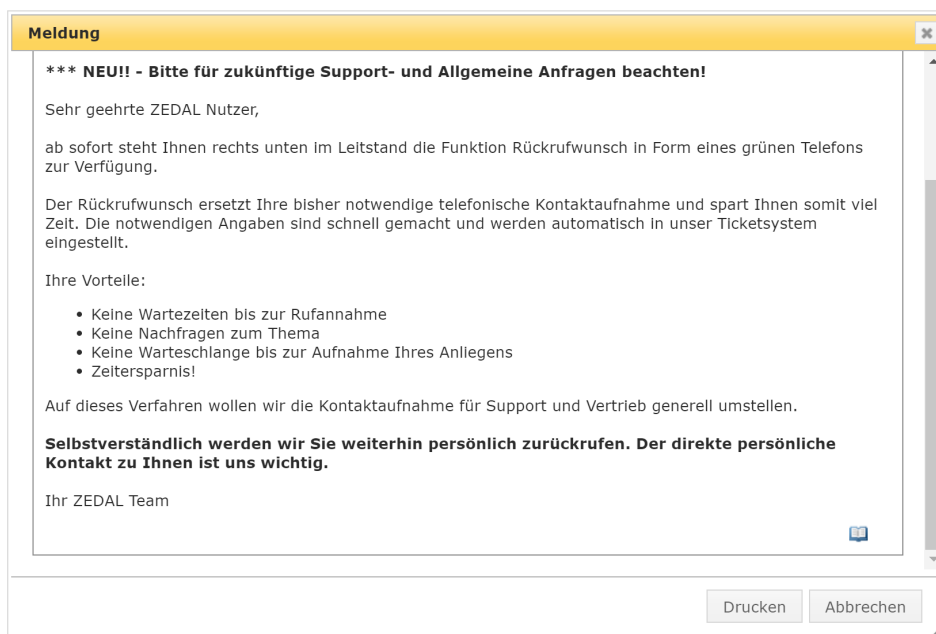 Meldung
*** NEU!! - Bitte für zukünftige Support- und Allgemeine Anfragen beachten!
Sehr geehrte ZEDAL Nutzer,
ab sofort steht Ihnen rechts unten im Leitstand die Funktion Rückrufwunsch in Form eines grünen Telefons
zur Verfügung.
Der Rückrufwunsch ersetzt Ihre bisher notwendige telefonische Kontaktaufnahme und spart Ihnen somit viel
Zeit. Die notwendigen Angaben sind schnell gemacht und werden automatisch in unser Ticketsystem
eingestellt.
Ihre Vorteile:
• Keine Wartezeiten bis zur Rufannahme
• Keine Nachfragen zum Thema
• Keine Warteschlange bis zur Aufnahme Ihres Anliegens
• Zeitersparnis!
Auf dieses Verfahren wollen wir die Kontaktaufnahme für Support und Vertrieb generell umstellen.
Selbstverständlich werden wir Sie weiterhin persönlich zurückrufen. Der direkte persönliche
Kontakt zu Ihnen ist uns wichtig.
Ihr ZEDAL Team
Drucken
Abbrechen